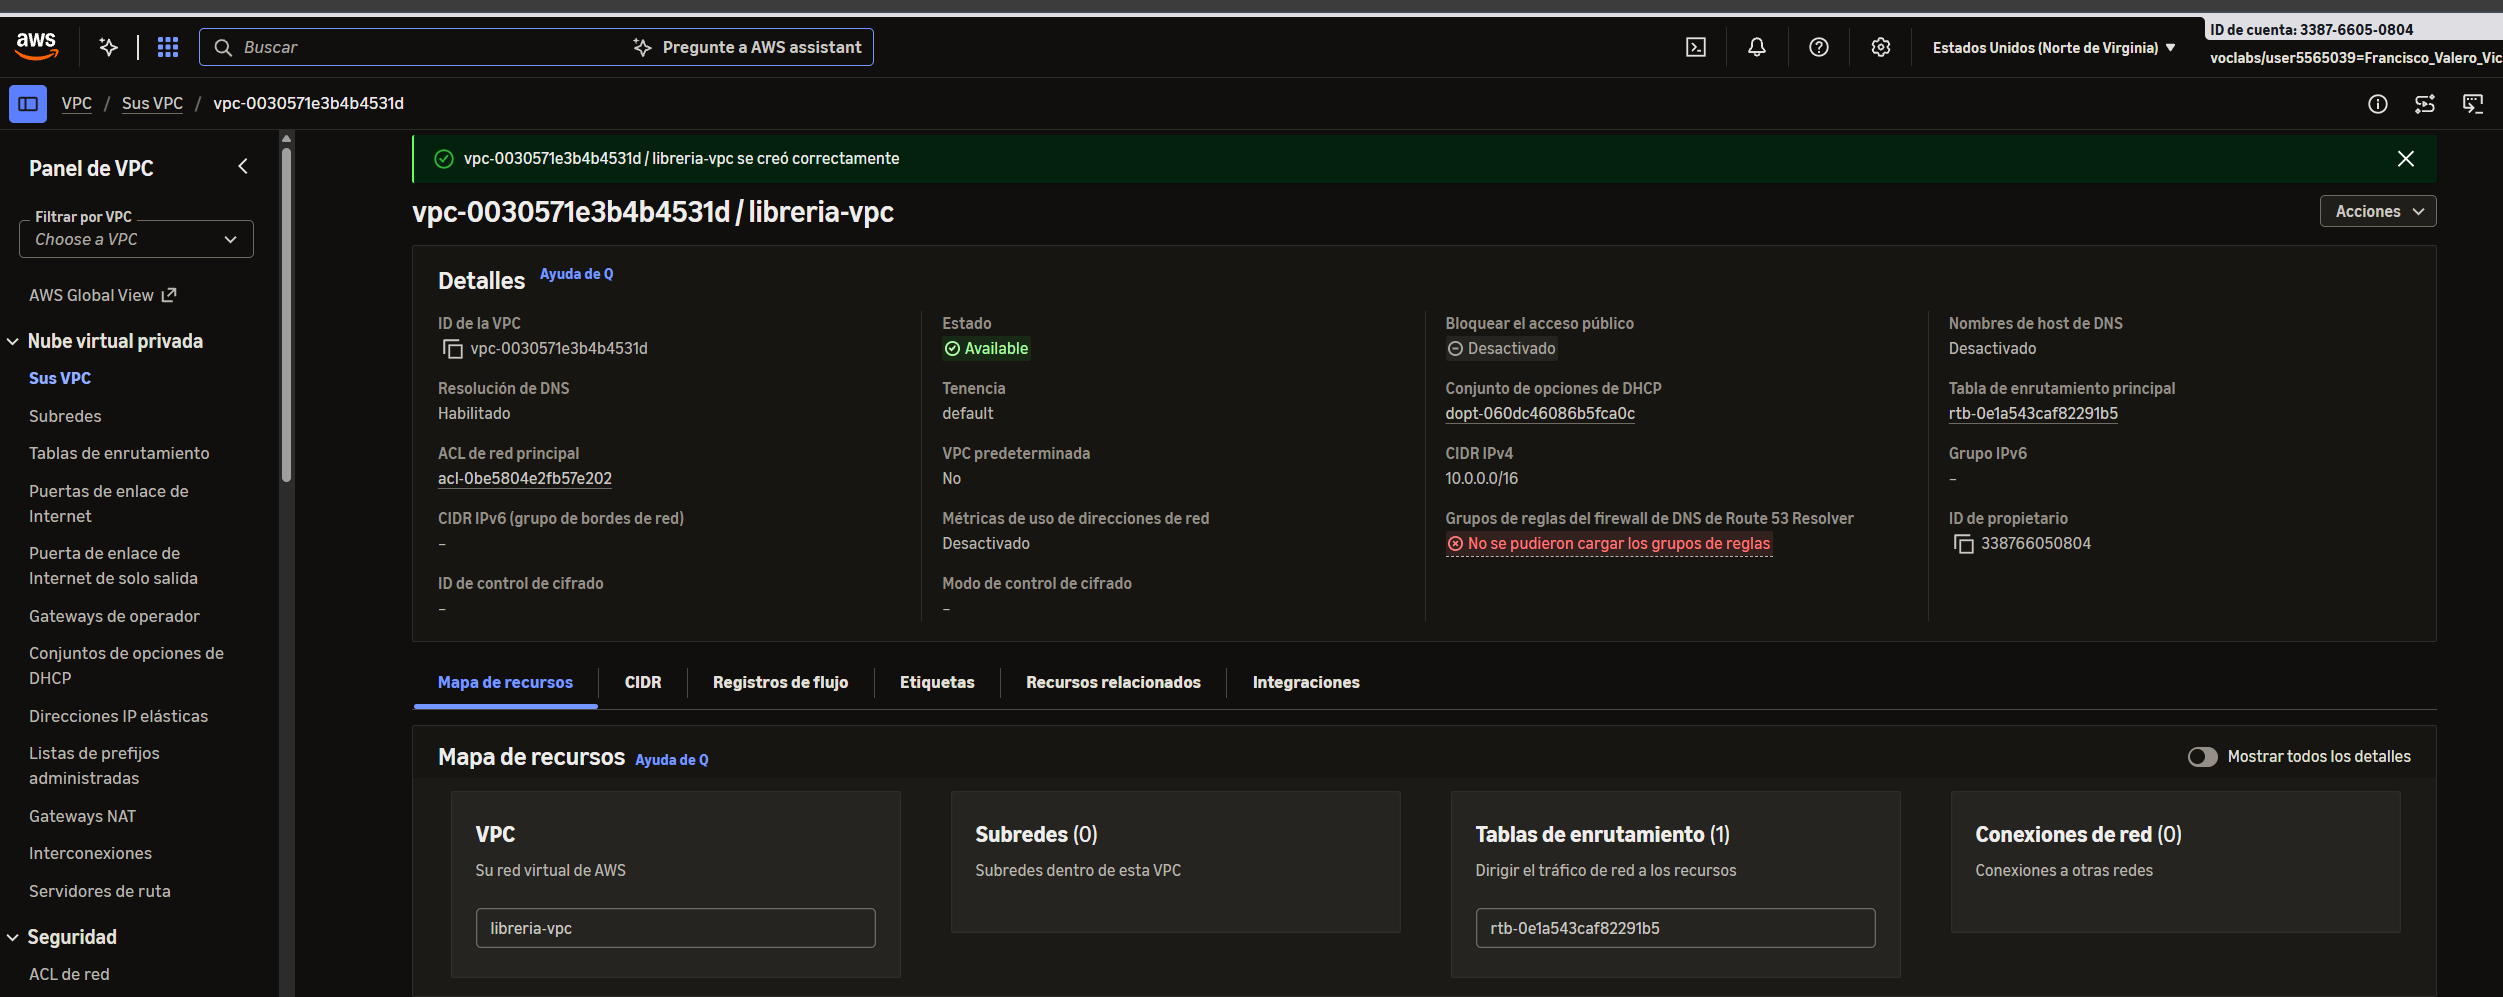 aws
Buscar
Pregunte a AWS assistant
Estados Unidos (Norte de Virginia)
ID de cuenta: 3387-6605-0804
voclabs/user5565039=Francisco_Valero_Vic
VPC / Sus VPC / vpc-0030571e3b4b4531d
Panel de VPC
Filtrar por VPC
Choose a VPC
AWS Global View
Nube virtual privada
Sus VPC
Subredes
Tablas de enrutamiento
Puertas de enlace de
Internet
Puerta de enlace de
Internet de solo salida
Gateways de operador
Conjuntos de opciones de
DHCP
Direcciones IP elásticas
Listas de prefijos
administradas
Gateways NAT
Interconexiones
Servidores de ruta
Seguridad
ACL de red
vpc-0030571e3b4b4531d / libreria-vpc se creó correctamente
vpc-0030571e3b4b4531d / libreria-vpc
Acciones
Detalles
Ayuda de Q
ID de la VPC
vpc-0030571e3b4b4531d
Estado
Available
Bloquear el acceso público
Desactivado
Nombres de host de DNS
Desactivado
Resolución de DNS
Habilitado
Tenencia
default
Conjunto de opciones de DHCP
dopt-060dc46086b5fca0c
Tabla de enrutamiento principal
rtb-0e1a543caf82291b5
ACL de red principal
acl-0be5804e2fb57e202
VPC predeterminada
No
CIDR IPv4
10.0.0.0/16
Grupo IPv6
–
CIDR IPv6 (grupo de bordes de red)
–
Métricas de uso de direcciones de red
Desactivado
Grupos de reglas del firewall de DNS de Route 53 Resolver
No se pudieron cargar los grupos de reglas
ID de propietario
338766050804
ID de control de cifrado
–
Modo de control de cifrado
–
Mapa de recursos
CIDR
Registros de flujo
Etiquetas
Recursos relacionados
Integraciones
Mapa de recursos
Ayuda de Q
Mostrar todos los detalles
VPC
Su red virtual de AWS
libreria-vpc
Subredes (0)
Subredes dentro de esta VPC
Tablas de enrutamiento (1)
Dirigir el tráfico de red a los recursos
rtb-0e1a543caf82291b5
Conexiones de red (0)
Conexiones a otras redes